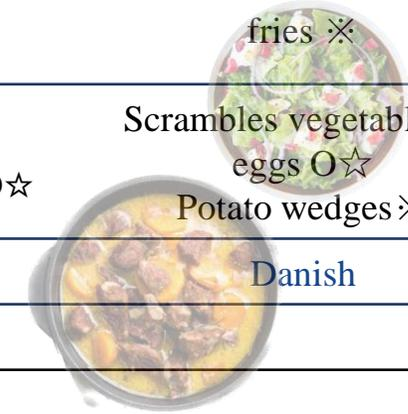 fries ※
Scrambles vegetabl
eggs O☆
☆
Potato wedges※
Danish